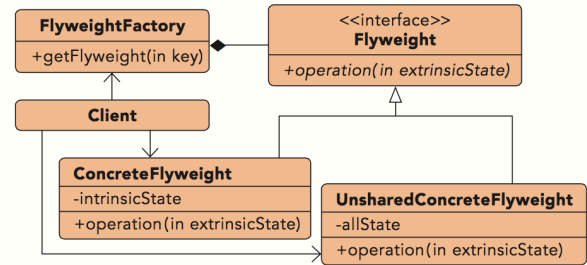 FlyweightFactory
+getFlyweight(in key)
<<interface>>
Flyweight
+operation(in extrinsicState)
Client
ConcreteFlyweight
-intrinsicState
+operation(in extrinsicState)
UnsharedConcreteFlyweight
-allState
+operation(in extrinsicState)